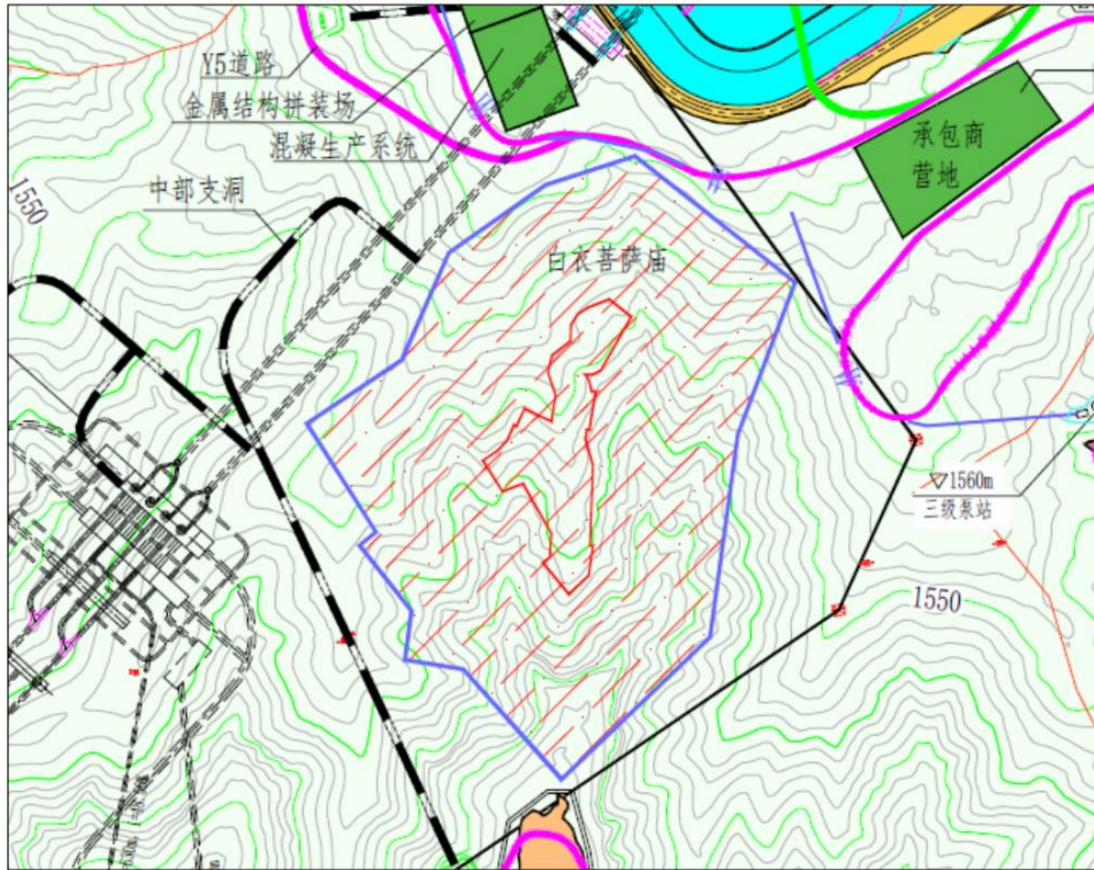 Y5道路
金属结构拼装场
混凝生产系统
中部支洞
1550
承包商
营地
白衣菩萨庙
▽1560m
三级泵站
1550